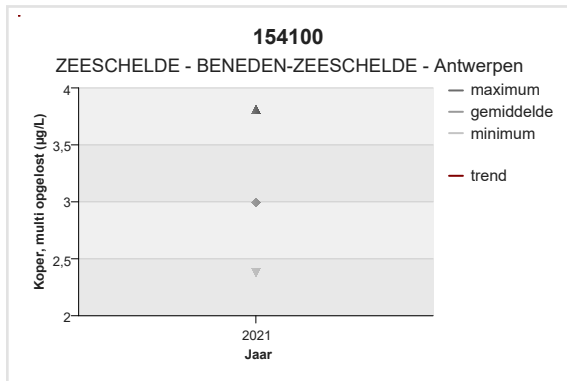 154100
ZEESCHELDE - BENEDEN-ZEESCHELDE - Antwerpen
maximum
gemiddelde
minimum
trend
Koper, multi opgelost (µg/L)
4
3,5
3
2,5
2
2021
Jaar